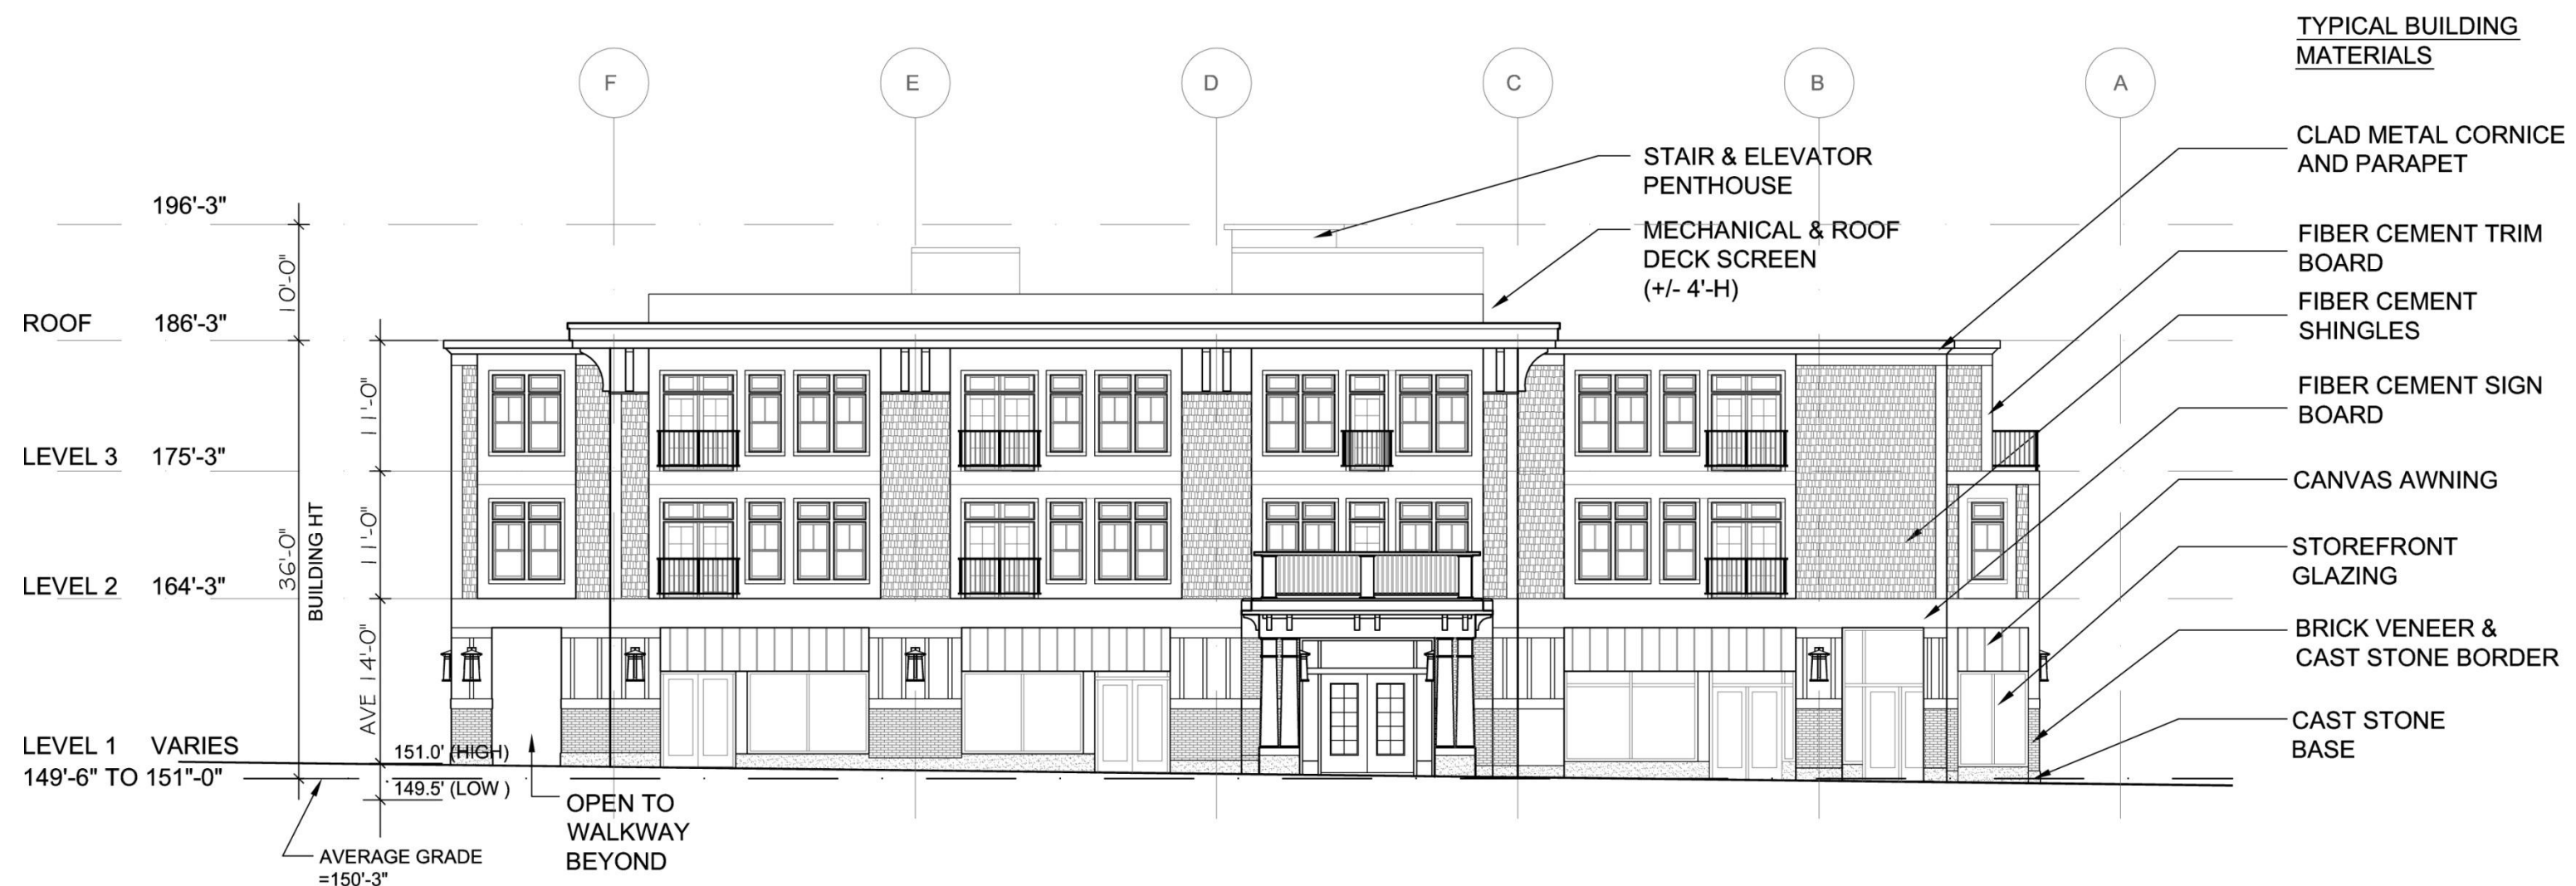 TYPICAL BUILDING
MATERIALS
F
E
D
C
B
A
CLAD METAL CORNICE
AND PARAPET
STAIR & ELEVATOR
PENTHOUSE
196'-3"
MECHANICAL & ROOF
DECK SCREEN
(+/- 4'-H)
FIBER CEMENT TRIM
BOARD
10'-0"
ROOF 186'-3"
FIBER CEMENT
SHINGLES
FIBER CEMENT SIGN
BOARD
11'-0"
LEVEL 3 175'-3"
CANVAS AWNING
36'-0"
BUILDING HT
11'-0"
STOREFRONT
GLAZING
LEVEL 2 164'-3"
BRICK VENEER &
CAST STONE BORDER
AVE 14'-0"
CAST STONE
BASE
LEVEL 1 VARIES
149'-6" TO 151"-0"
151.0' (HIGH)
149.5' (LOW )
OPEN TO
WALKWAY
BEYOND
AVERAGE GRADE
=150'-3"